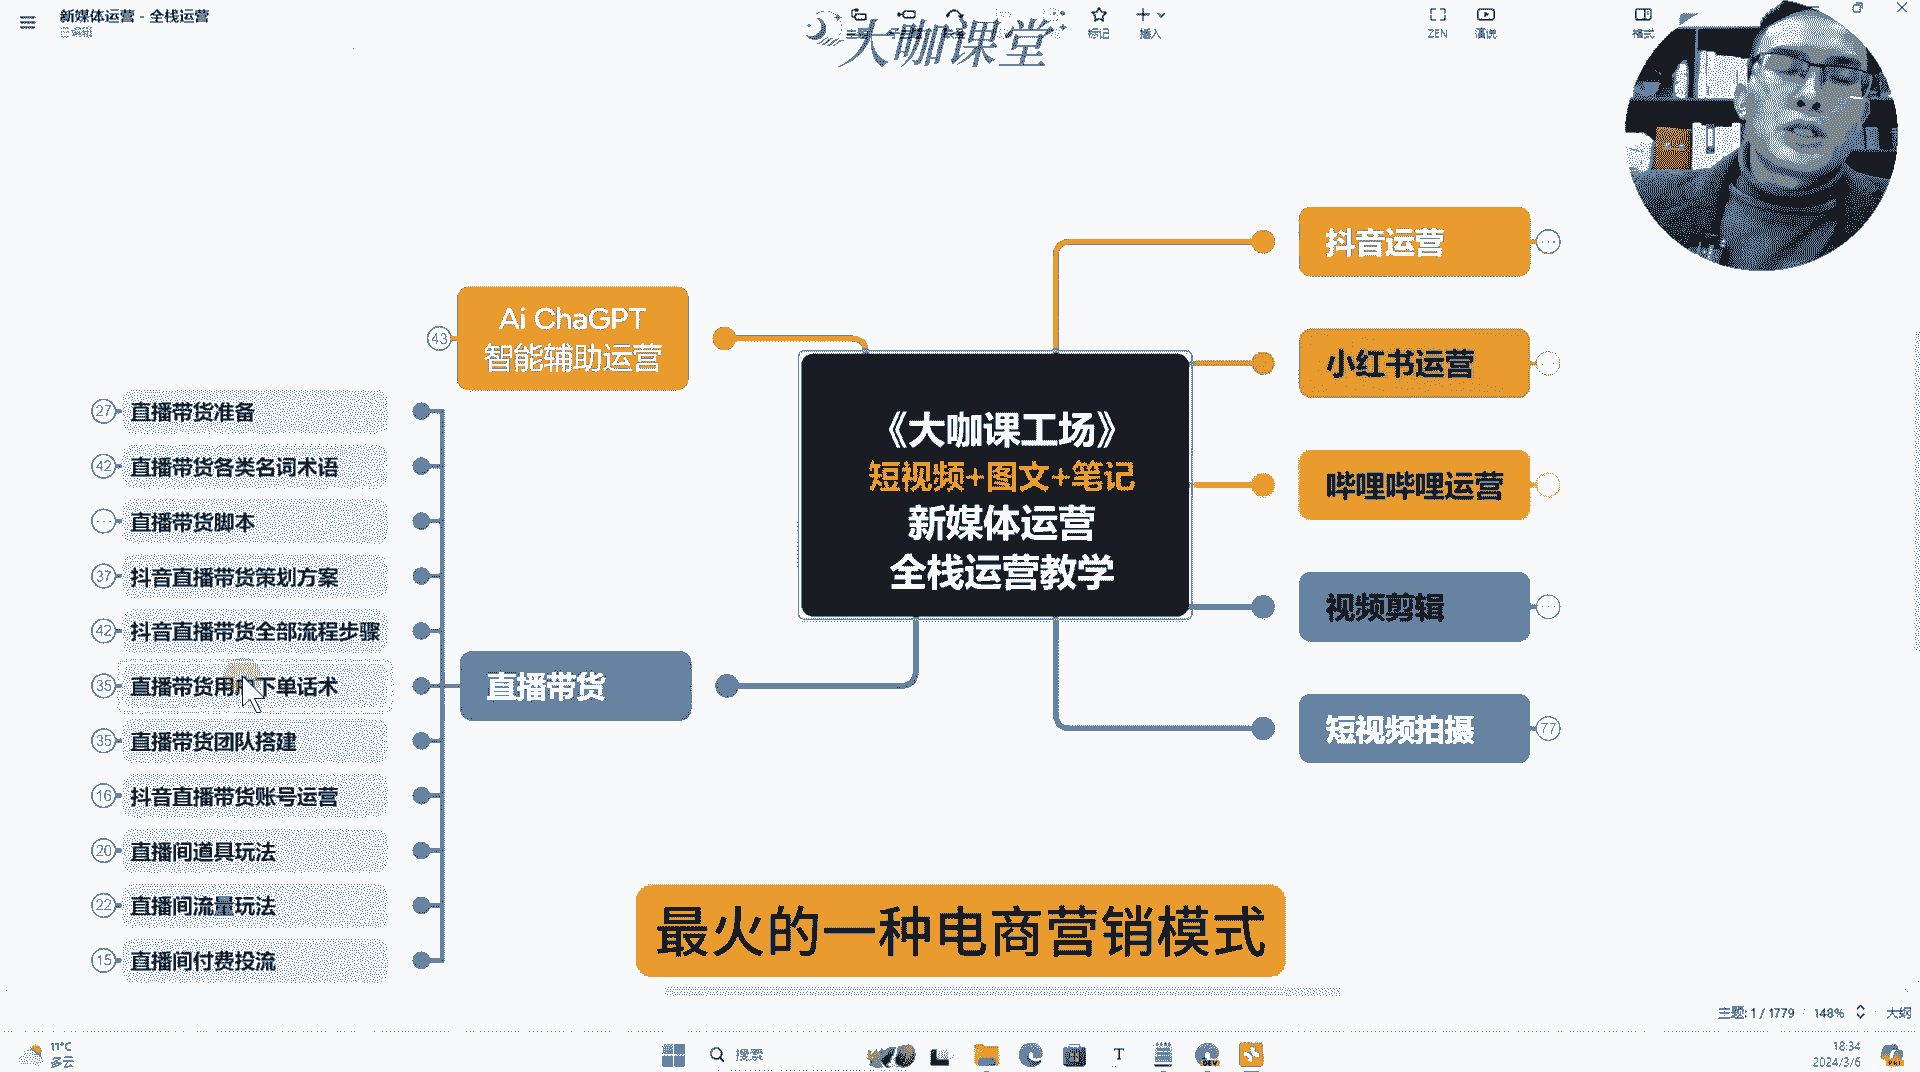 新媒体运营 - 全栈运营
已编辑
大咖课堂
标记
插入
ZEN
演说
格式
Ai ChaGPT
智能辅助运营
43
27
直播带货准备
42
直播带货各类名词术语
直播带货脚本
37
抖音直播带货策划方案
42
抖音直播带货全部流程步骤
35
直播带货用户下单话术
35
直播带货团队搭建
16
抖音直播带货账号运营
20
直播间道具玩法
22
直播间流量玩法
15
直播间付费投流
直播带货
《大咖课工场》
短视频+图文+笔记
新媒体运营
全栈运营教学
抖音运营
小红书运营
哔哩哔哩运营
视频剪辑
短视频拍摄
77
最火的一种电商营销模式
主题: 1 / 1779
148%
大纲
11°C
多云
搜索
18:34
2024/3/6